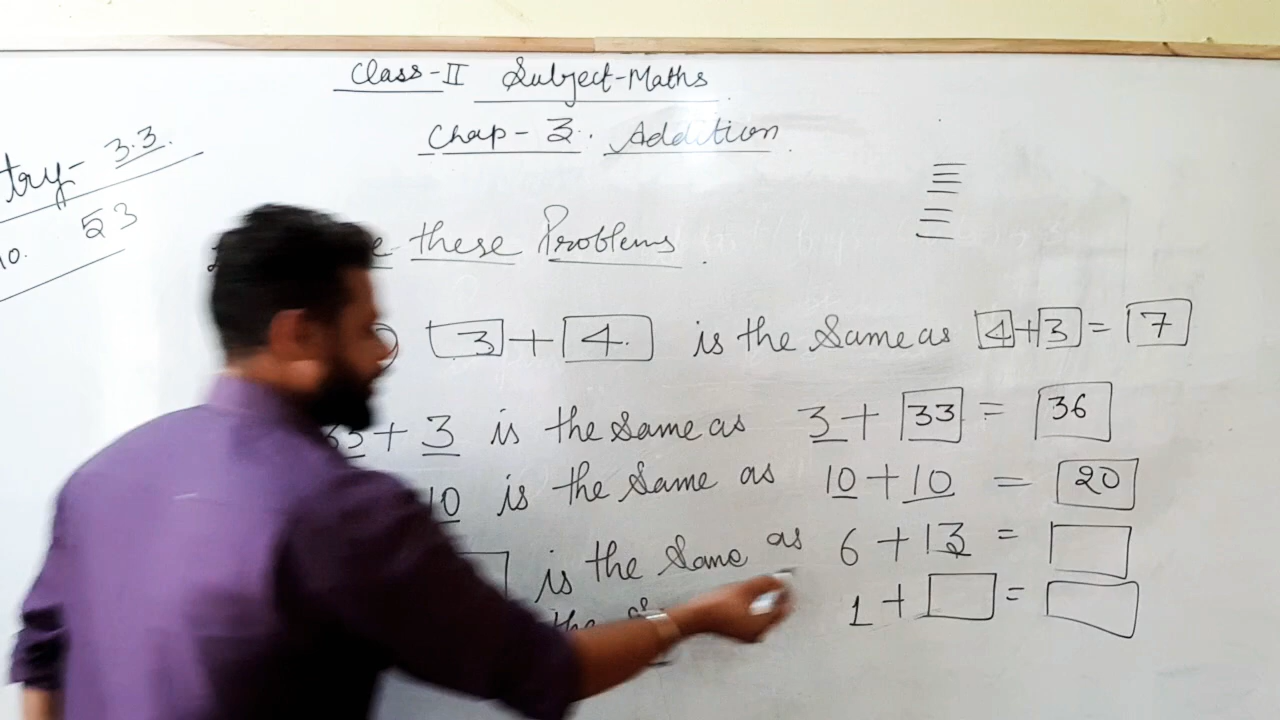 Class-II Subject-Maths
Chap-3. Addition
try- 3.3.
53
these Problems.
3 + 4. is the Same as 4+3 = 7
+ 3 is the Same as 3 + 33 = 36
10 is the Same as 10 + 10 = 20
is the Same as 6 + 13 =
the 1 + =